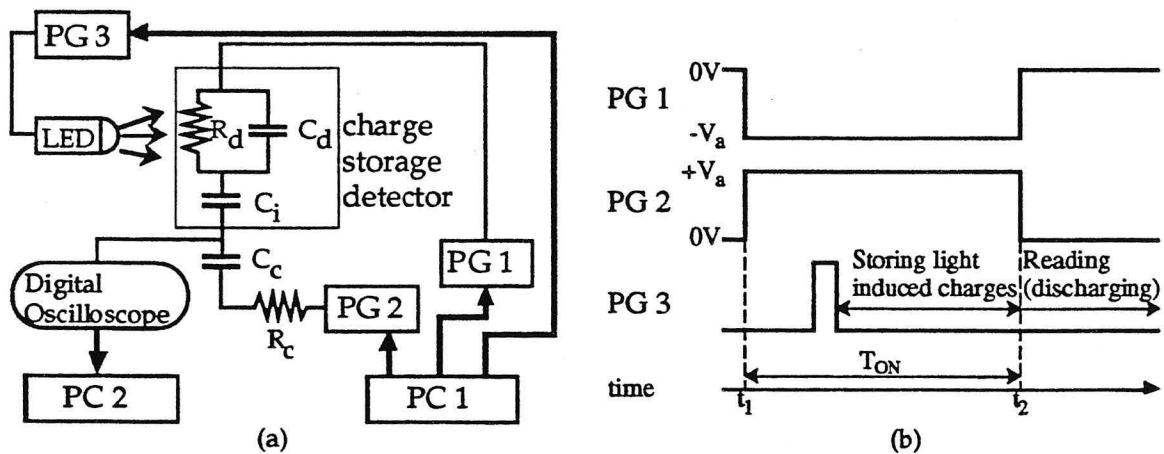 PG 3
LED
R_d
C_d
charge
storage
detector
C_i
C_c
Digital
Oscilloscope
R_c
PG 2
PG 1
PC 2
PC 1
(a)
0V
PG 1
-V_a
+V_a
PG 2
0V
Storing light
induced charges
Reading
(discharging)
PG 3
T_ON
time
t_1
t_2
(b)